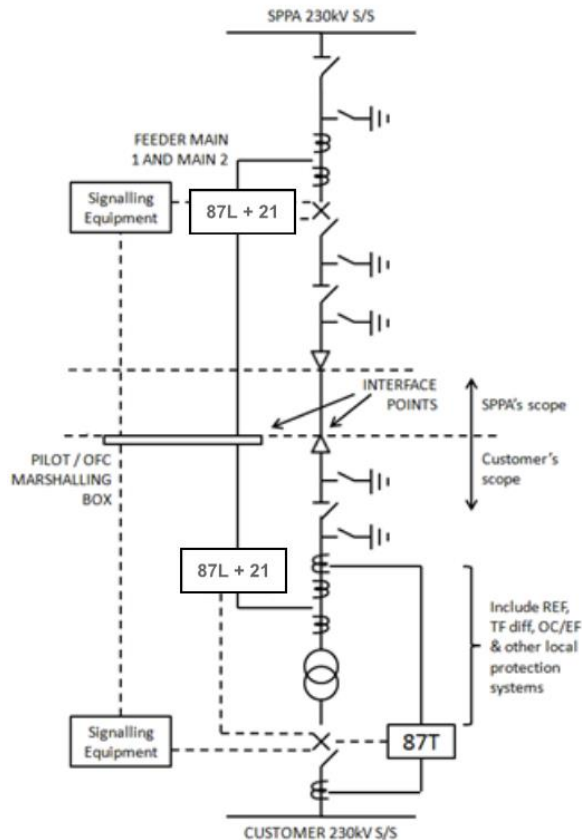 SPPA 230kV S/S
FEEDER MAIN
1 AND MAIN 2
Signalling
Equipment
87L + 21
INTERFACE
POINTS
SPPA's scope
Customer's
scope
PILOT / OFC
MARSHALLING
BOX
87L + 21
Include REF,
TF diff, OC/EF
& other local
protection
systems
Signalling
Equipment
87T
CUSTOMER 230kV S/S